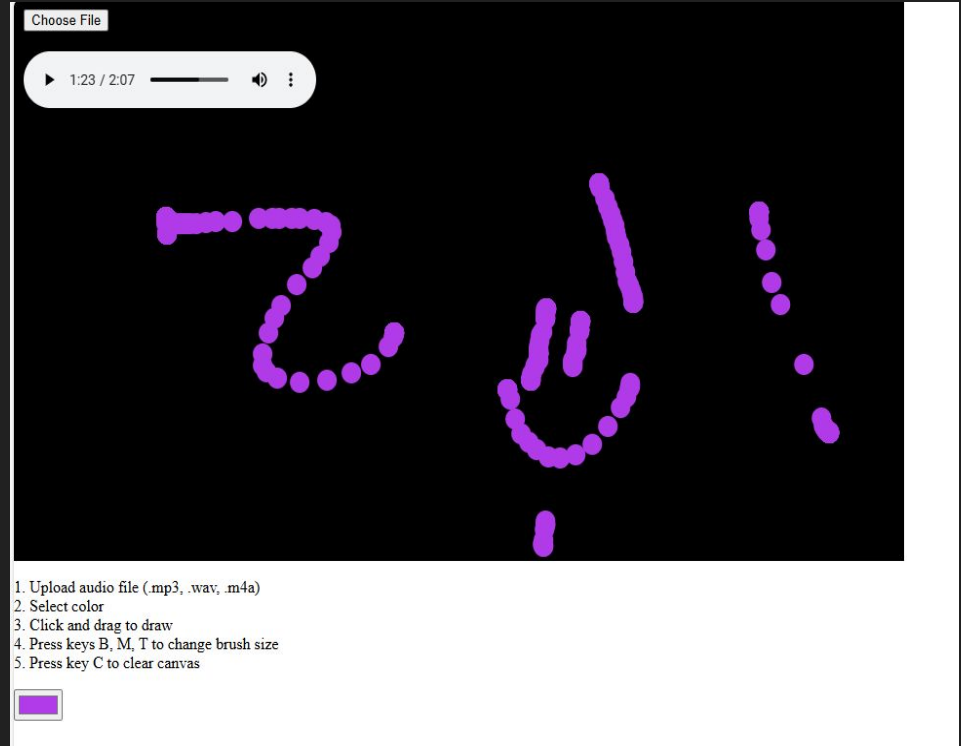 Choose File
1:23 / 2:07
1. Upload audio file (.mp3, .wav, .m4a)
2. Select color
3. Click and drag to draw
4. Press keys B, M, T to change brush size
5. Press key C to clear canvas